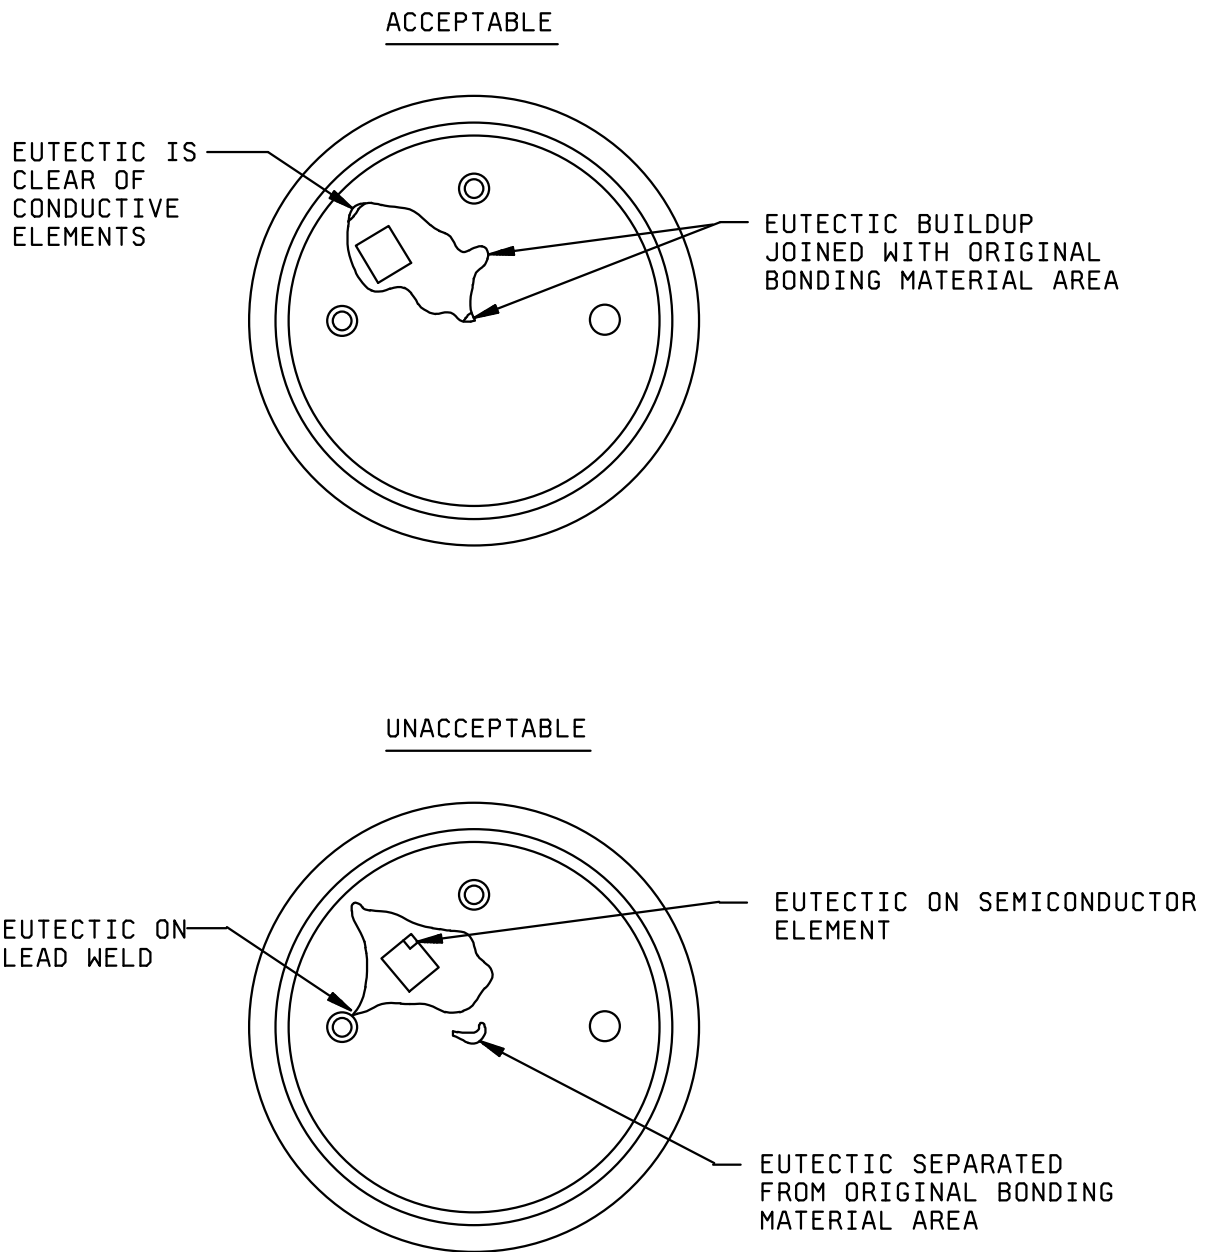 ACCEPTABLE
EUTECTIC IS
CLEAR OF
CONDUCTIVE
ELEMENTS
EUTECTIC BUILDUP
JOINED WITH ORIGINAL
BONDING MATERIAL AREA
UNACCEPTABLE
EUTECTIC ON
LEAD WELD
EUTECTIC ON SEMICONDUCTOR
ELEMENT
EUTECTIC SEPARATED
FROM ORIGINAL BONDING
MATERIAL AREA